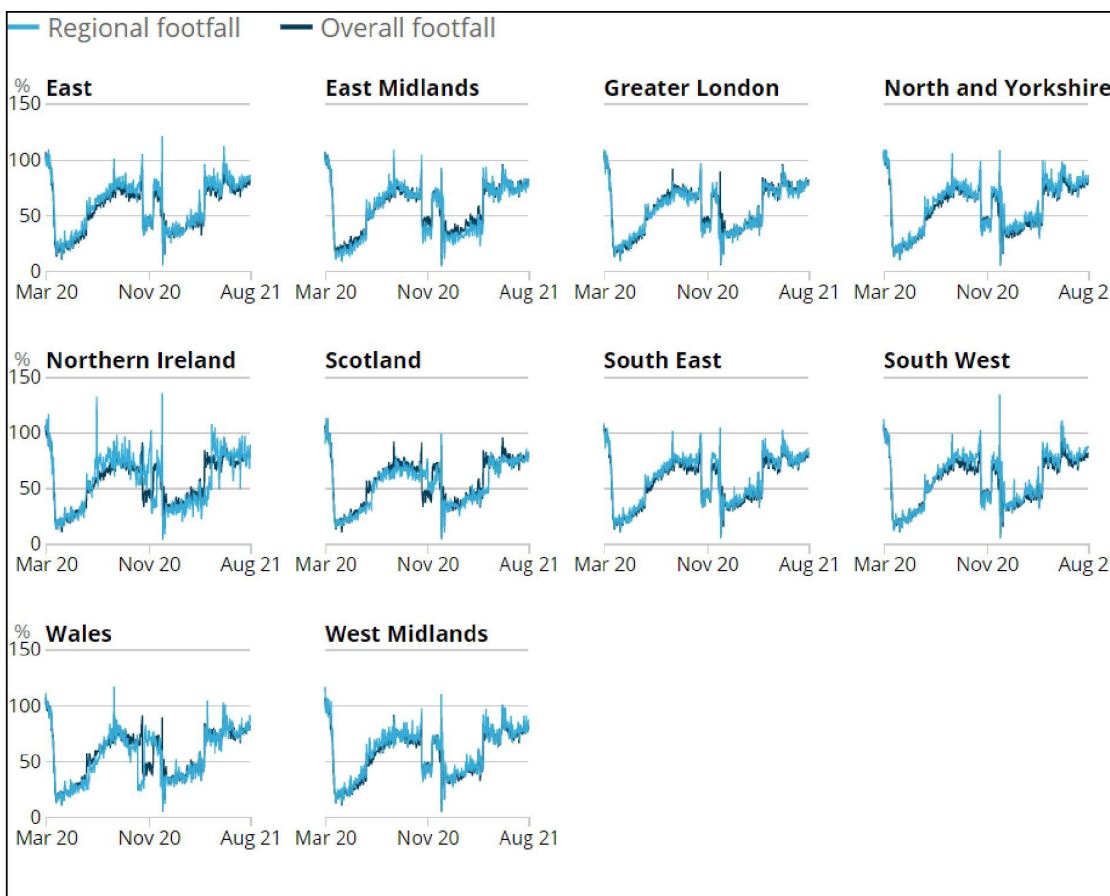 Regional footfall Overall footfall
% East East Midlands Greater London North and Yorkshire
150
100
50
0
Mar 20 Nov 20 Aug 21 Mar 20 Nov 20 Aug 21 Mar 20 Nov 20 Aug 21 Mar 20 Nov 20 Aug 2
% Northern Ireland Scotland South East South West
150
100
50
0
Mar 20 Nov 20 Aug 21 Mar 20 Nov 20 Aug 21 Mar 20 Nov 20 Aug 21 Mar 20 Nov 20 Aug 2
% Wales West Midlands
150
100
50
0
Mar 20 Nov 20 Aug 21 Mar 20 Nov 20 Aug 21